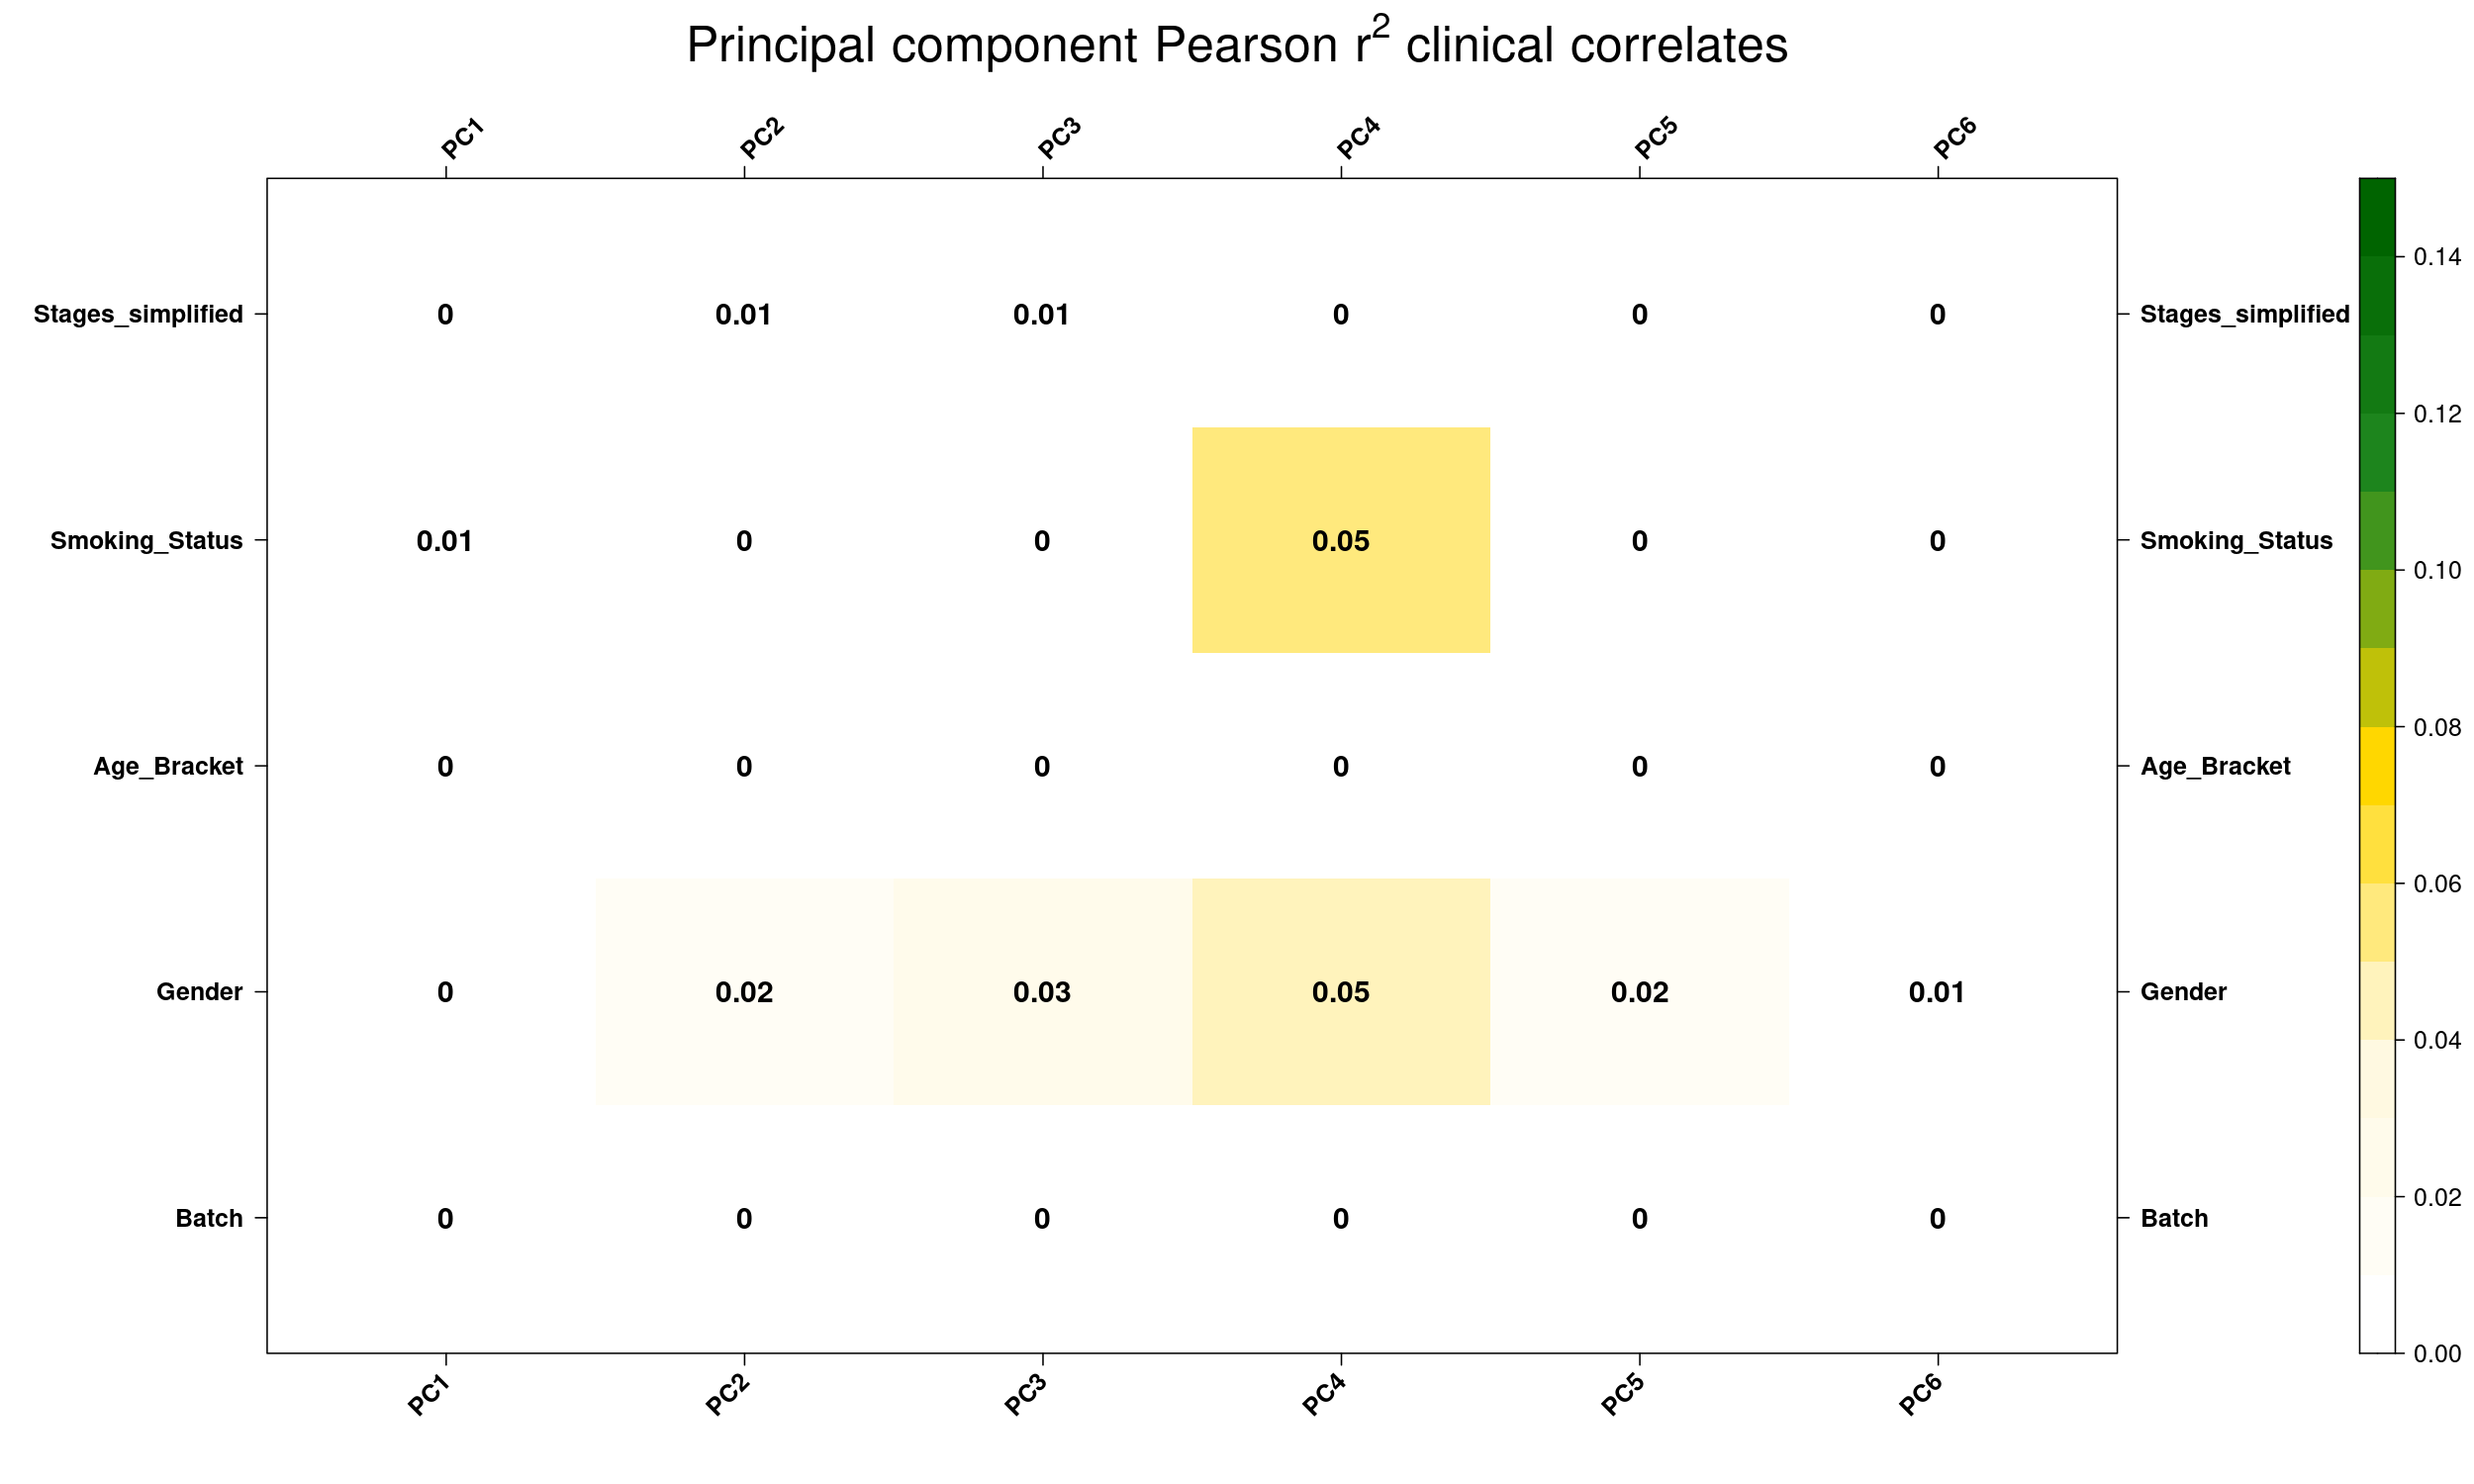 Principal component Pearson r² clinical correlates
PC1 PC2 PC3 PC4 PC5 PC6
Stages_simplified 0 0.01 0.01 0 0 0 Stages_simplified
Smoking_Status 0.01 0 0 0.05 0 0 Smoking_Status
Age_Bracket 0 0 0 0 0 0 Age_Bracket
Gender 0 0.02 0.03 0.05 0.02 0.01 Gender
Batch 0 0 0 0 0 0 Batch
PC1 PC2 PC3 PC4 PC5 PC6
0.14
0.12
0.10
0.08
0.06
0.04
0.02
0.00